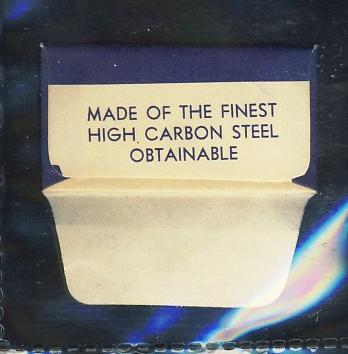 MADE OF THE FINEST
HIGH CARBON STEEL
OBTAINABLE